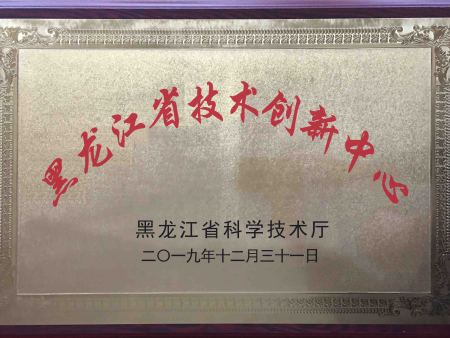 黑龙江省技术创新中心
黑龙江省科学技术厅
二〇一九年十二月三十一日